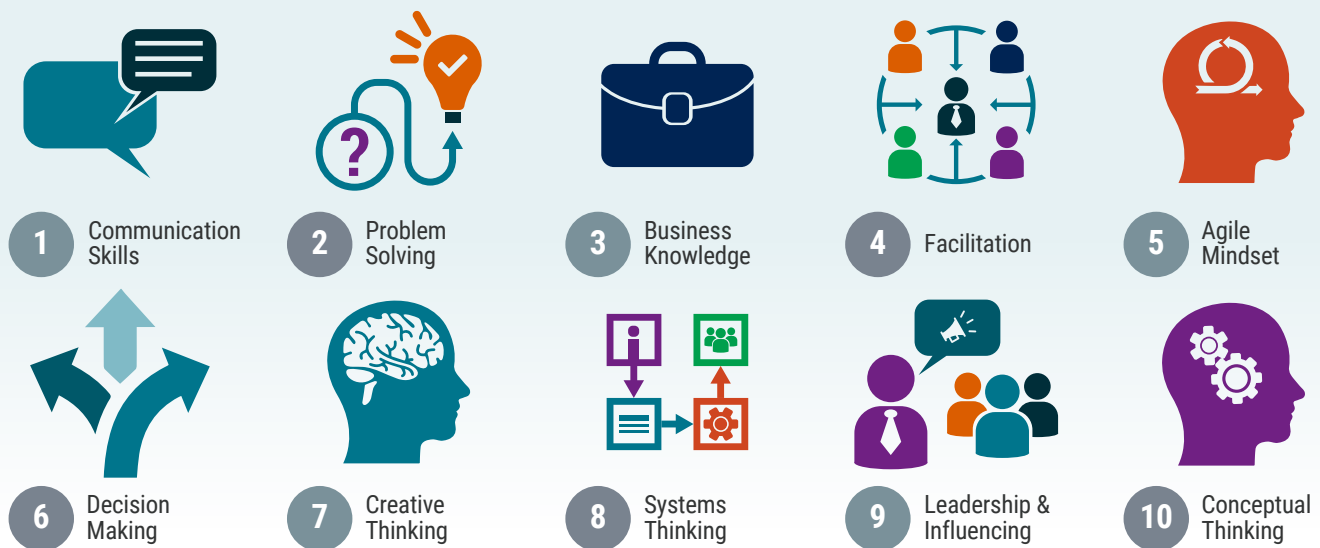 ?
1
Communication
Skills
2
Problem
Solving
3
Business
Knowledge
4
Facilitation
5
Agile
Mindset
6
Decision
Making
7
Creative
Thinking
8
Systems
Thinking
9
Leadership &
Influencing
10
Conceptual
Thinking